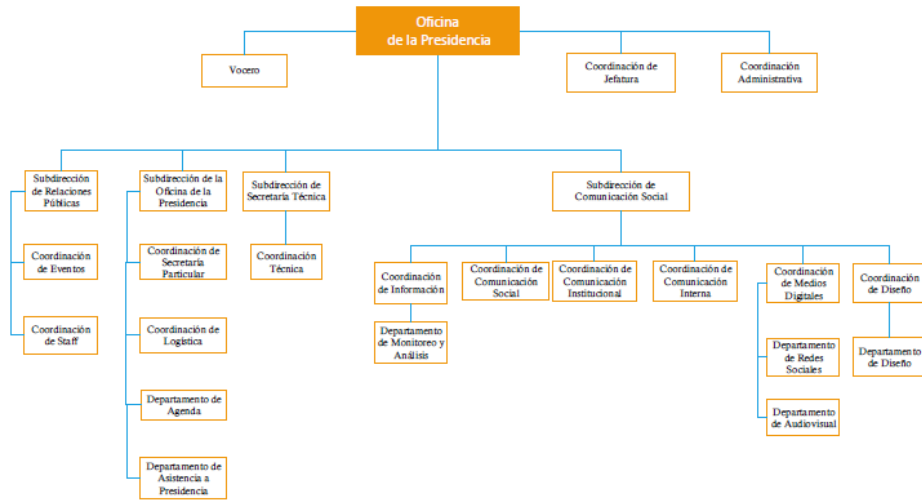 Oficina
de la Presidencia
Vocero
Coordinación de
Jefatura
Coordinación
Administrativa
Subdirección
de Relaciones
Públicas
Subdirección de la
Oficina de la
Presidencia
Subdirección de
Secretaría Técnica
Subdirección de
Comunicación Social
Coordinación
de Eventos
Coordinación de
Secretaría
Particular
Coordinación
Técnica
Coordinación
de Información
Coordinación de
Comunicación
Social
Coordinación de
Comunicación
Institucional
Coordinación de
Comunicación
Interna
Coordinación
de Medios
Digitales
Coordinación
de Diseño
Coordinación
de Staff
Coordinación de
Logística
Departamento
de Monitoreo y
Análisis
Departamento
de Redes
Sociales
Departamento
de Diseño
Departamento de
Agenda
Departamento
de Audiovisual
Departamento de
Asistencia a
Presidencia